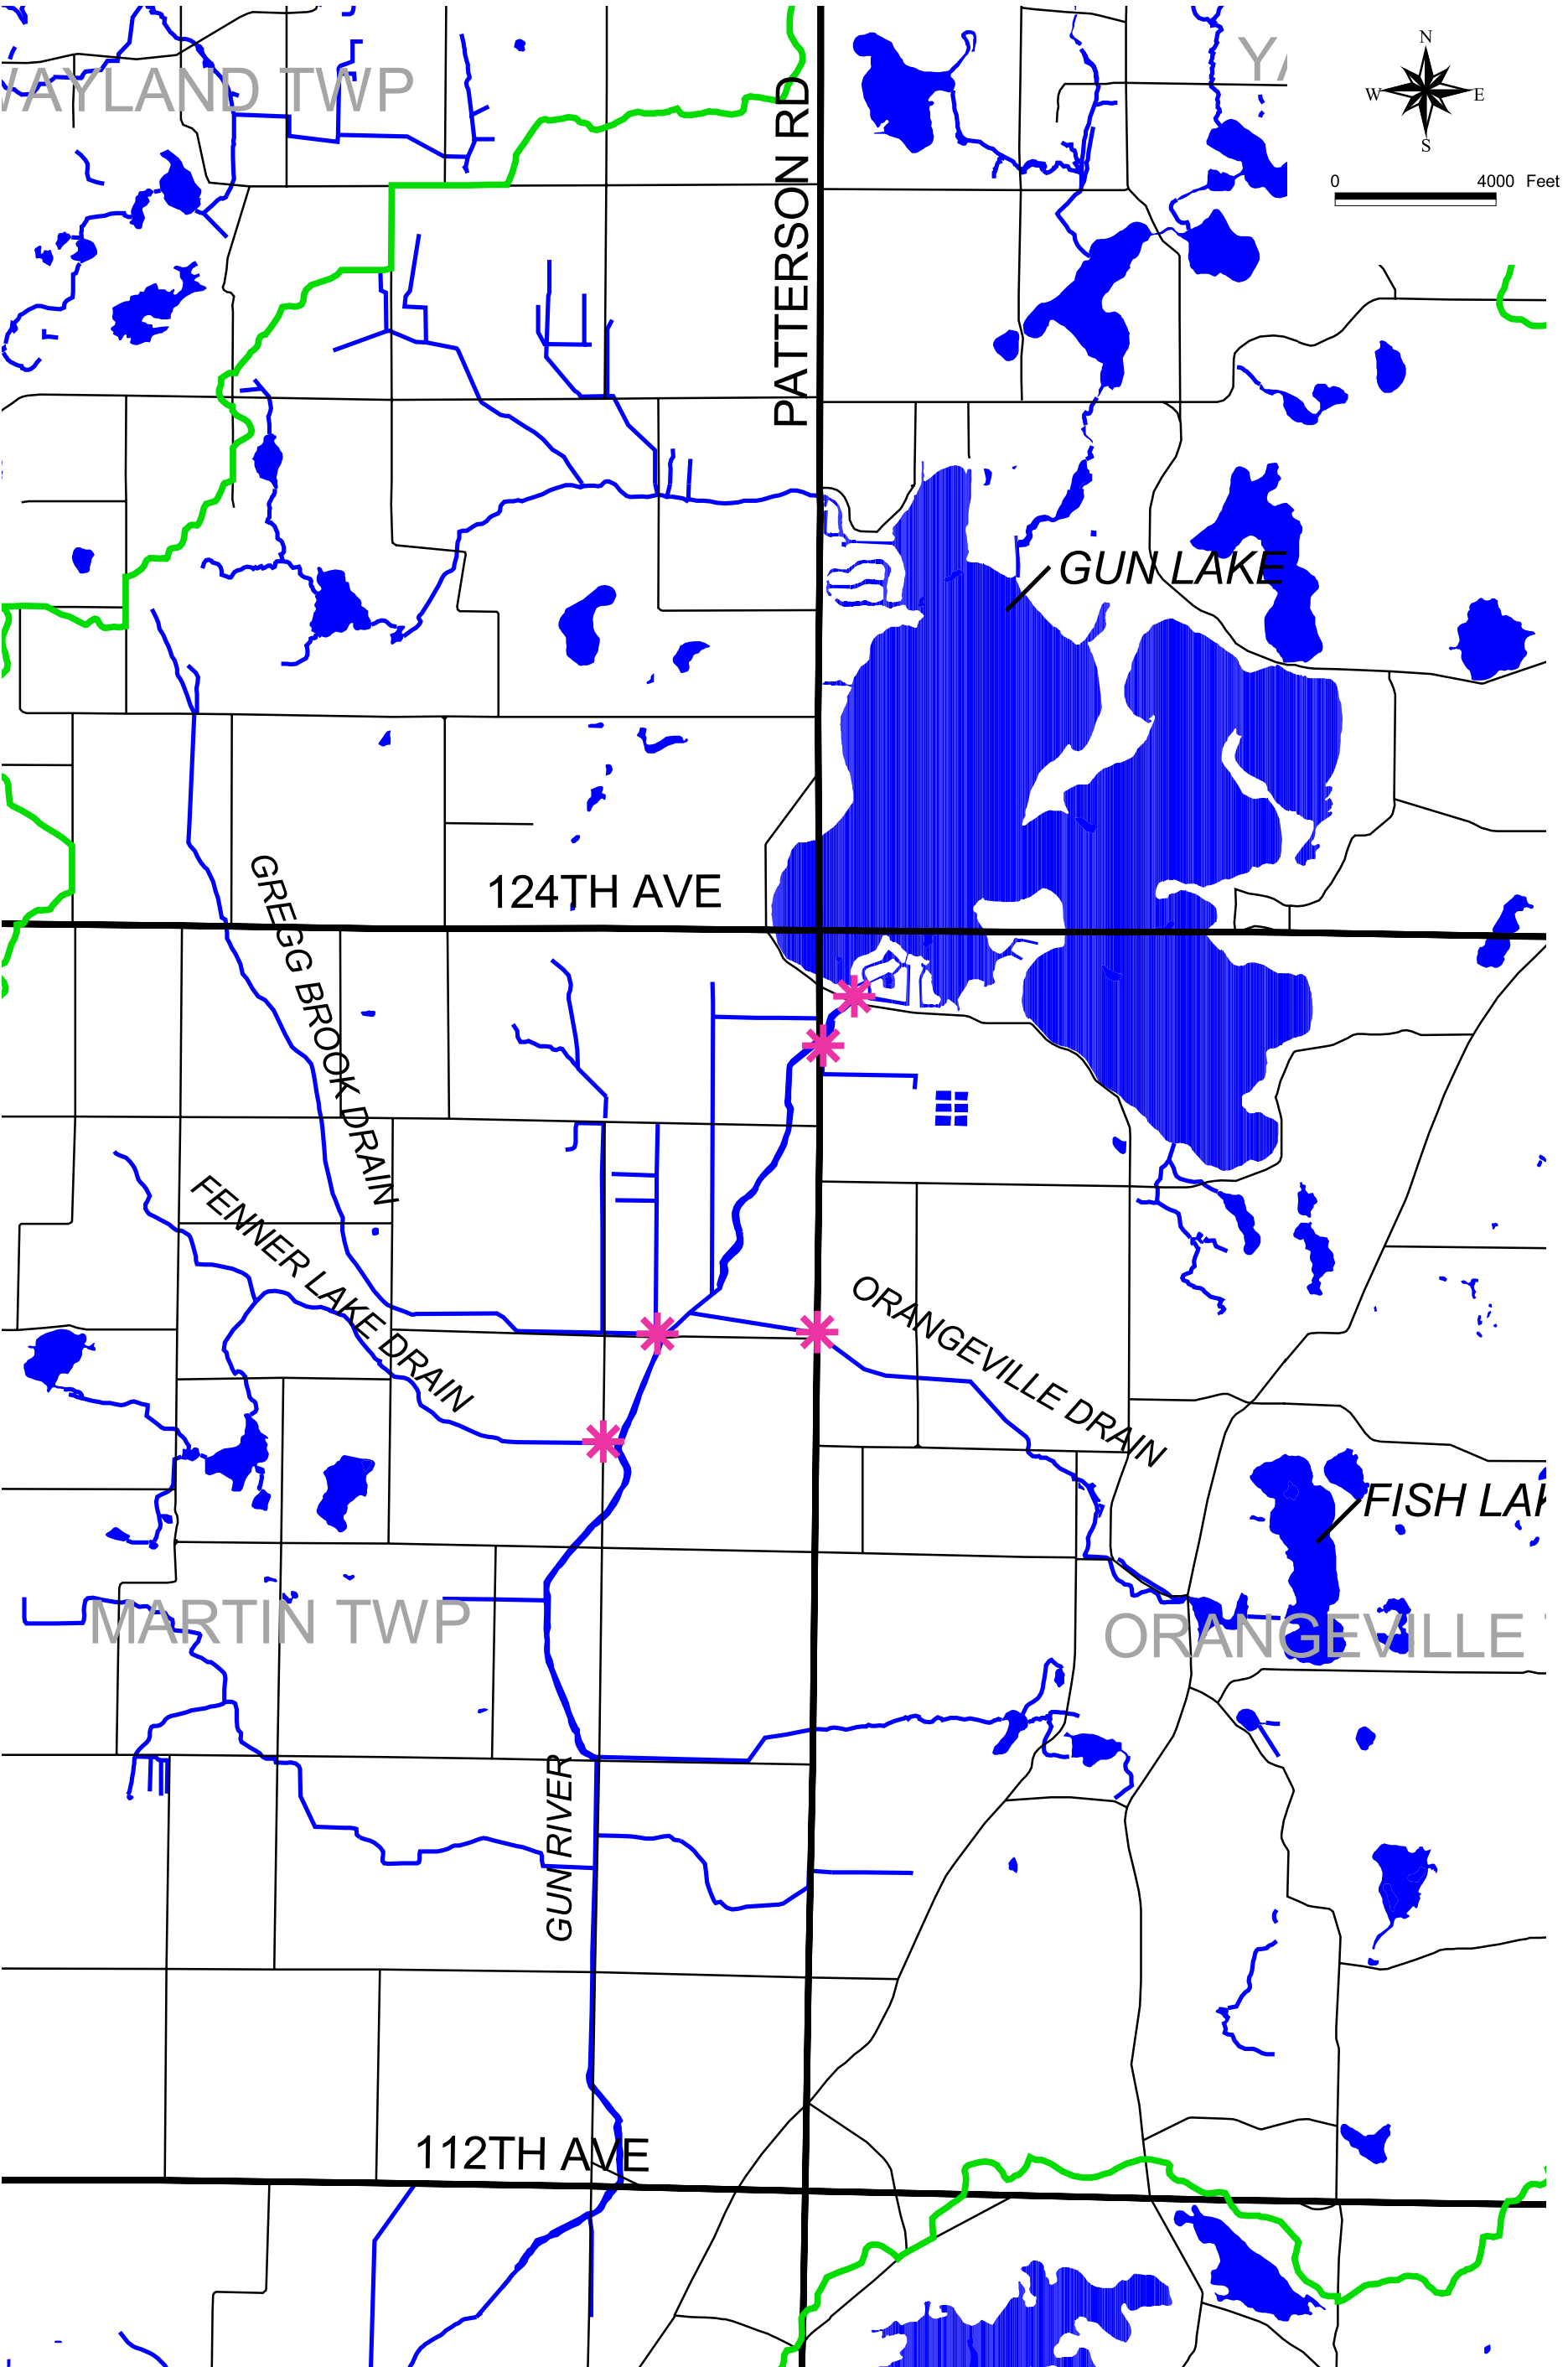 WAYLAND TWP
YA
N
W E
S
0 4000 Feet
PATTERSON RD
GUN LAKE
124TH AVE
GREGG BROOK DRAIN
FENNER LAKE DRAIN
ORANGEVILLE DRAIN
FISH LAK
MARTIN TWP
ORANGEVILLE
GUN RIVER
112TH AVE